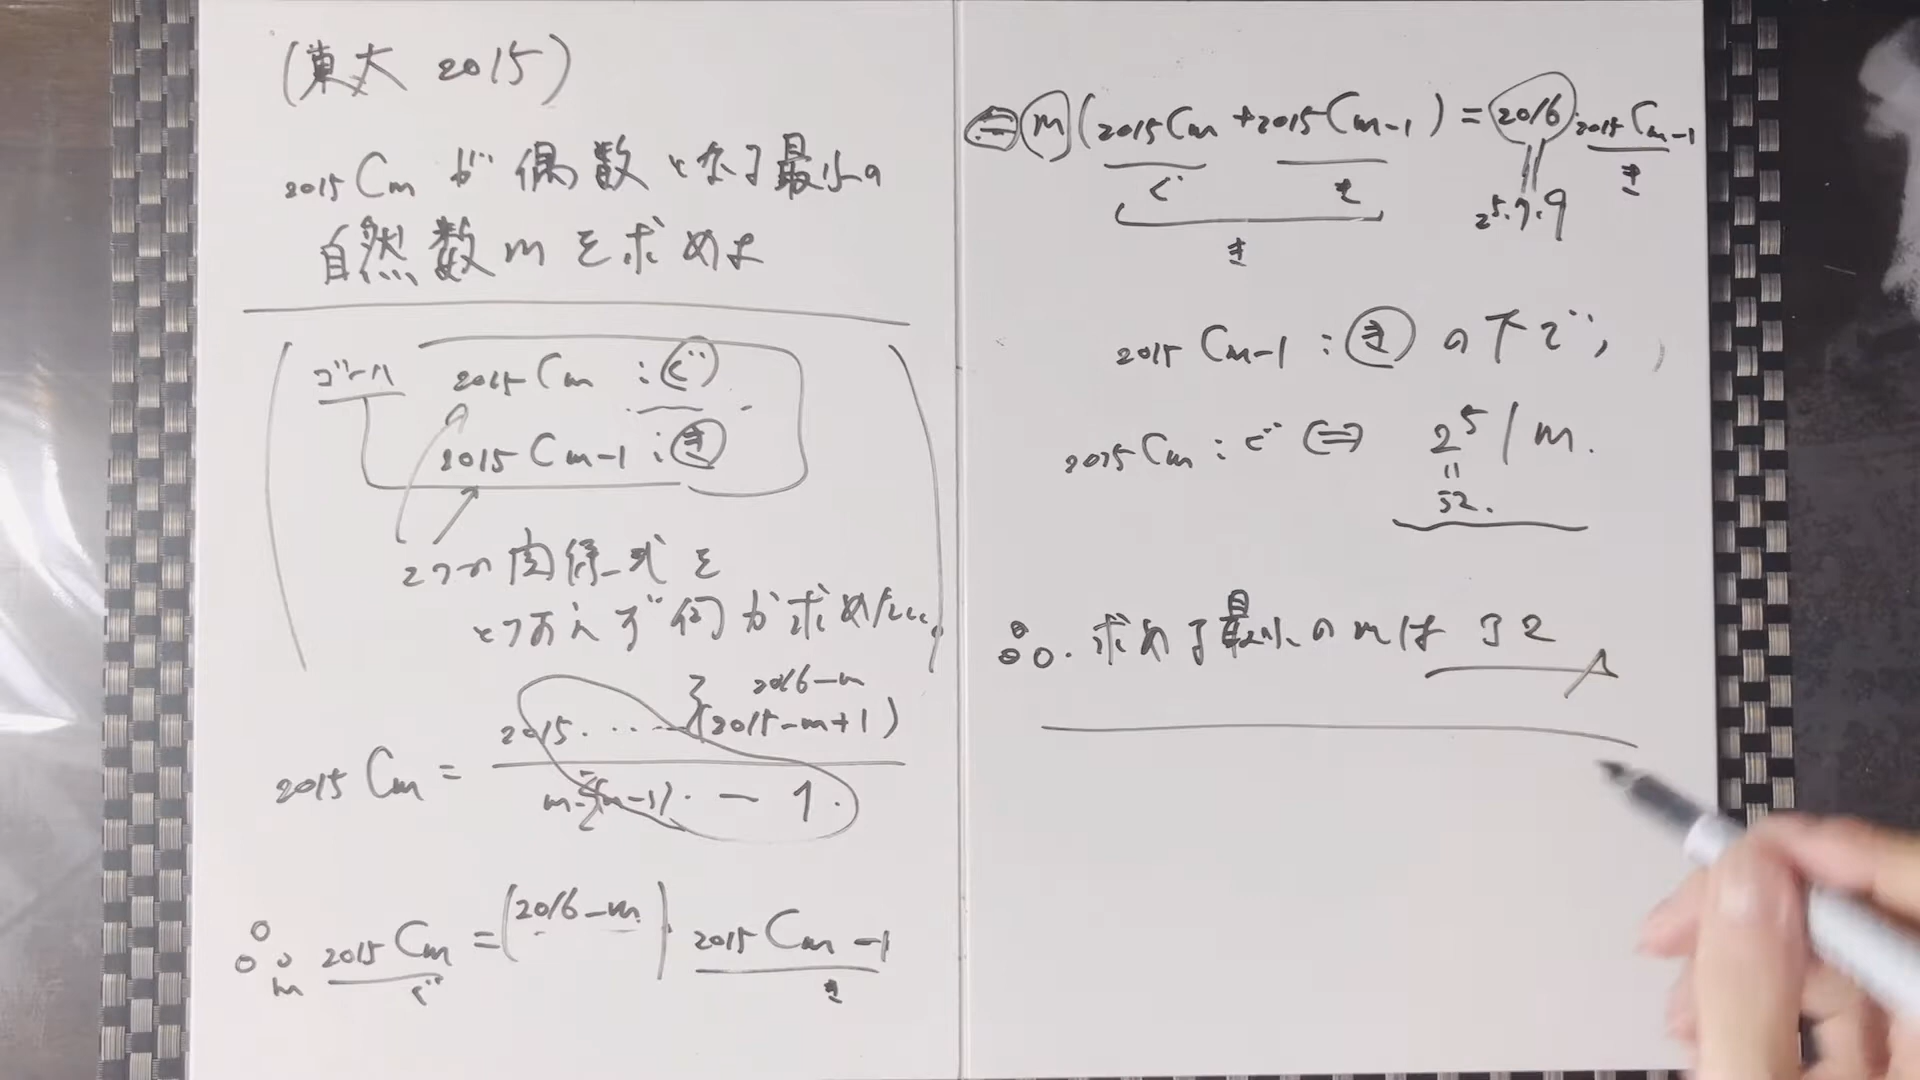 (東大 2015)
2015Cm が 偶数 となる最小の
自然数 m を求めよ
ゴール 2015Cm : ぐ
2015Cm-1 : き
2つの関係式を
とりあえず何か求めたい。
2016-m
2015Cm = 2015. ・・・ (2015-m+1)
m・(m-1)・ ー 1.
∴ m 2015Cm = (2016-m)・2015Cm-1
ぐ き
⇔ m(2015Cm+2015Cm-1) = 2016 2015Cm-1
ぐ き 2⁵・7・9 き
き
2015Cm-1 : き の下で,
2015Cm : ぐ ⇔ 2⁵ | m.
32.
∴ 求める最小のmは 32